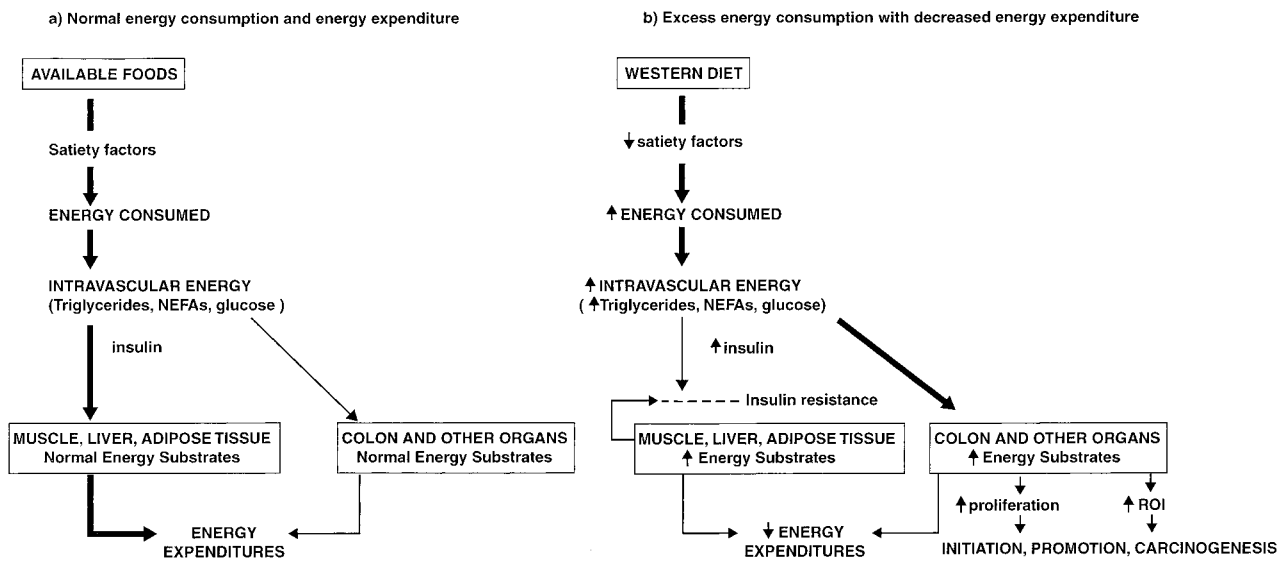 a) Normal energy consumption and energy expenditure
AVAILABLE FOODS
Satiety factors
ENERGY CONSUMED
INTRAVASCULAR ENERGY
(Triglycerides, NEFAs, glucose )
insulin
MUSCLE, LIVER, ADIPOSE TISSUE
Normal Energy Substrates
COLON AND OTHER ORGANS
Normal Energy Substrates
ENERGY
EXPENDITURES
b) Excess energy consumption with decreased energy expenditure
WESTERN DIET
↓ satiety factors
↑ ENERGY CONSUMED
↑ INTRAVASCULAR ENERGY
( ↑Triglycerides, NEFAs, glucose)
↑ insulin
Insulin resistance
MUSCLE, LIVER, ADIPOSE TISSUE
↑ Energy Substrates
COLON AND OTHER ORGANS
↑ Energy Substrates
↑ proliferation
↑ ROI
↓ ENERGY
EXPENDITURES
INITIATION, PROMOTION, CARCINOGENESIS